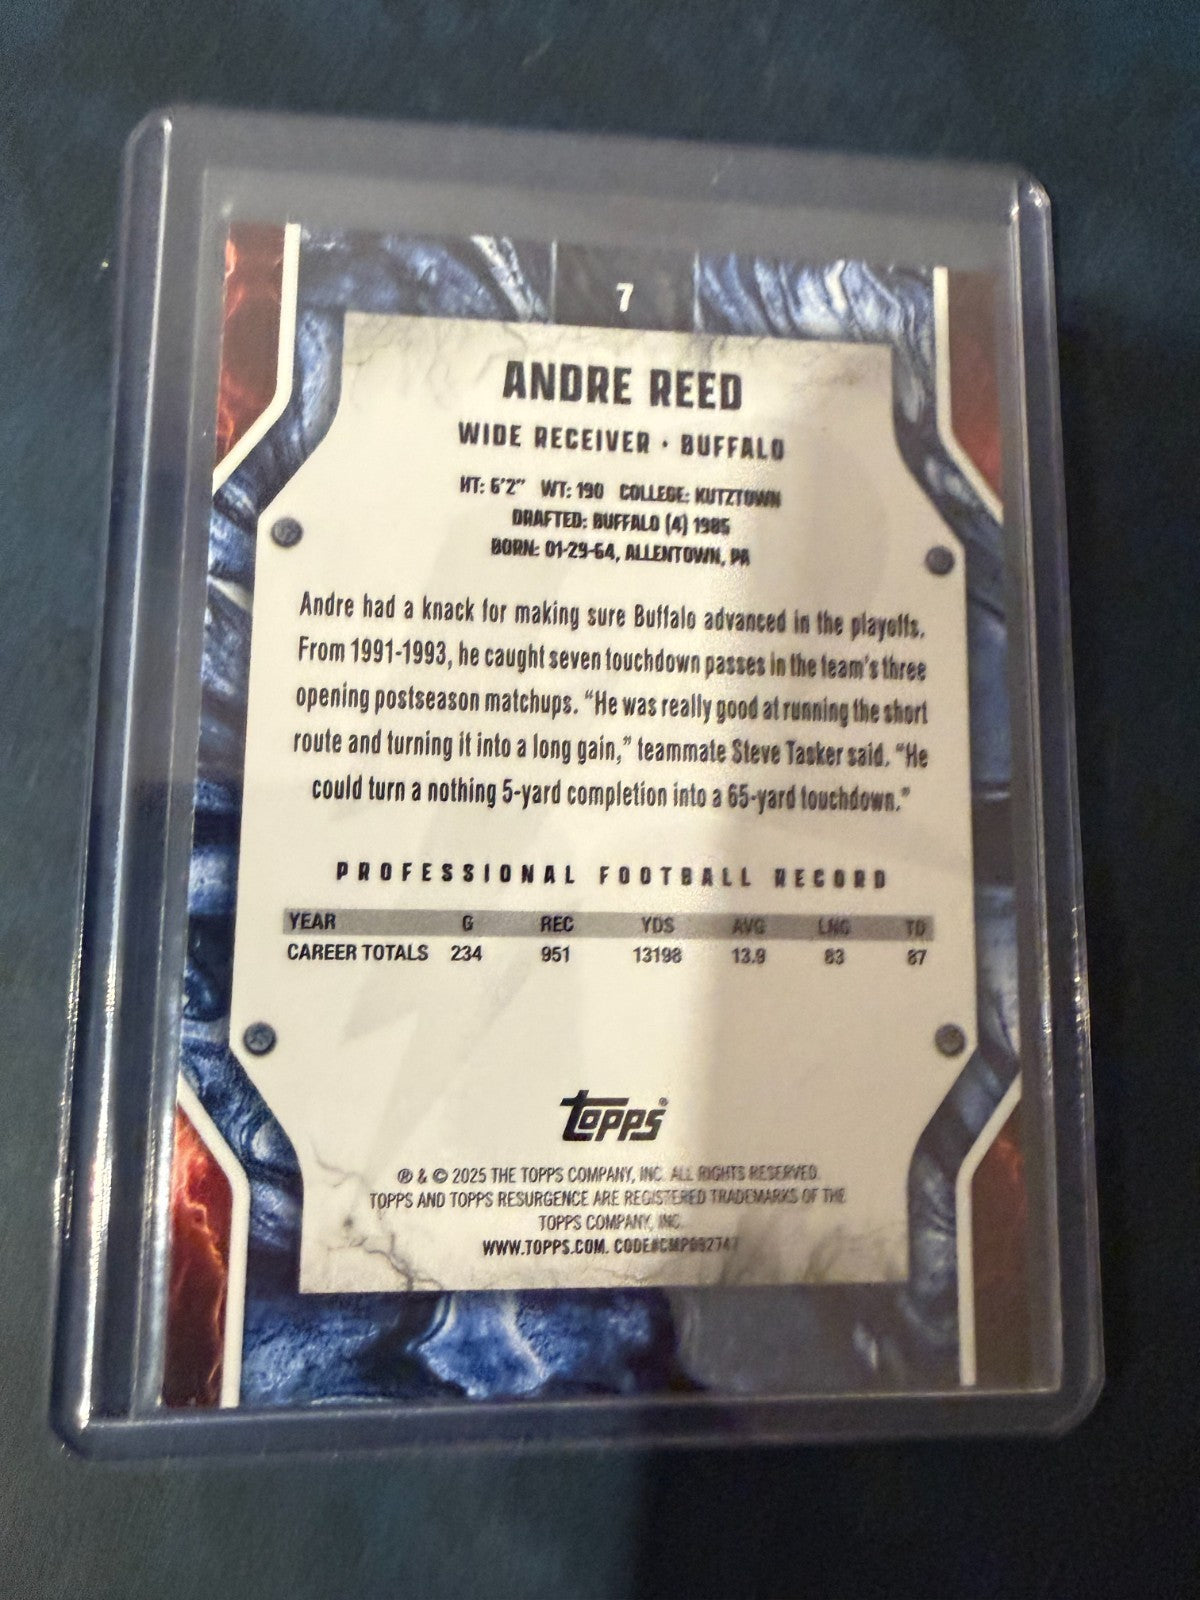 7
ANDRE REED
WIDE RECEIVER • BUFFALO
HT: 6'2" WT: 190 COLLEGE: KUTZTOWN
DRAFTED: BUFFALO (4) 1985
BORN: 01-29-64, ALLENTOWN, PA
Andre had a knack for making sure Buffalo advanced in the playoffs.
From 1991-1993, he caught seven touchdown passes in the team's three
opening postseason matchups. “He was really good at running the short
route and turning it into a long gain,” teammate Steve Tasker said. “He
could turn a nothing 5-yard completion into a 65-yard touchdown.”
PROFESSIONAL FOOTBALL RECORD
YEAR G REC YDS AVG LNG TD
CAREER TOTALS 234 951 13198 13.9 83 87
topps®
® & © 2025 THE TOPPS COMPANY, INC. ALL RIGHTS RESERVED.
TOPPS AND TOPPS RESURGENCE ARE REGISTERED TRADEMARKS OF THE
TOPPS COMPANY, INC.
WWW.TOPPS.COM. CODE#CMP092747